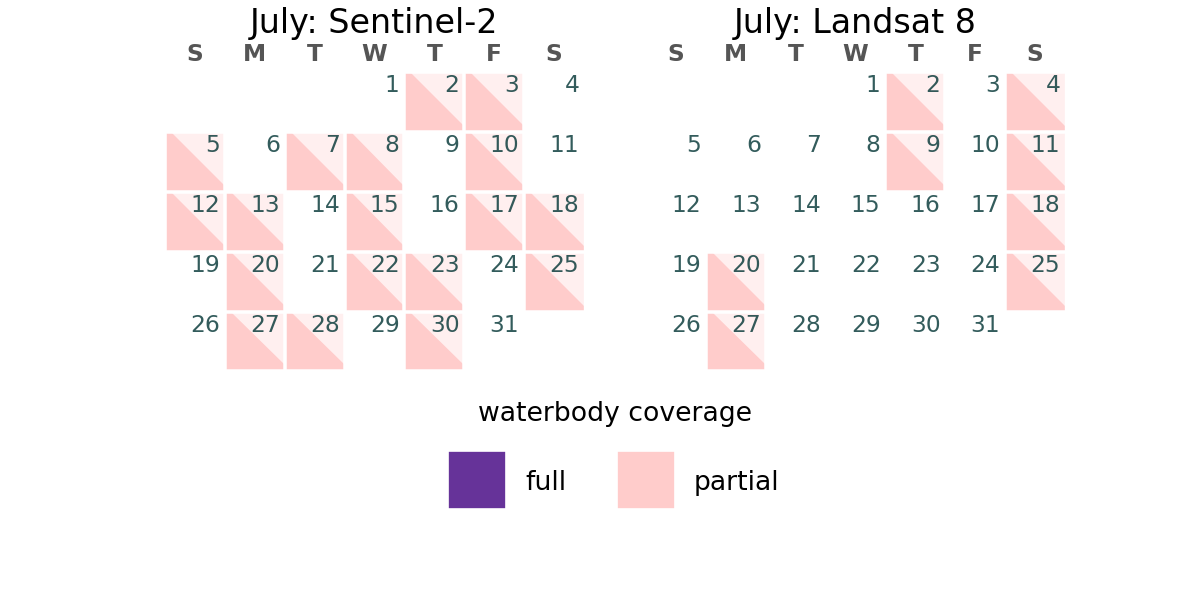 July: Sentinel-2
S M T W T F S
1 2 3 4
5 6 7 8 9 10 11
12 13 14 15 16 17 18
19 20 21 22 23 24 25
26 27 28 29 30 31
July: Landsat 8
S M T W T F S
1 2 3 4
5 6 7 8 9 10 11
12 13 14 15 16 17 18
19 20 21 22 23 24 25
26 27 28 29 30 31
waterbody coverage
full partial